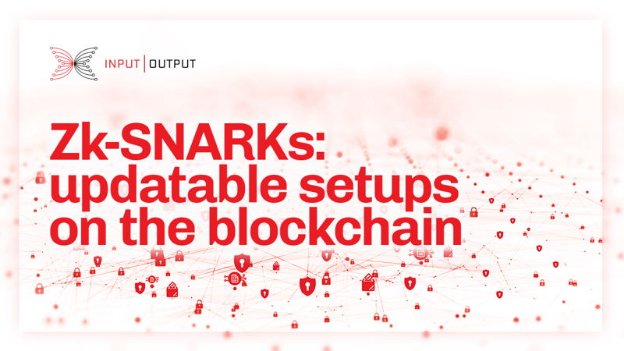 INPUT | OUTPUT
Zk-SNARKs:
updatable setups
on the blockchain